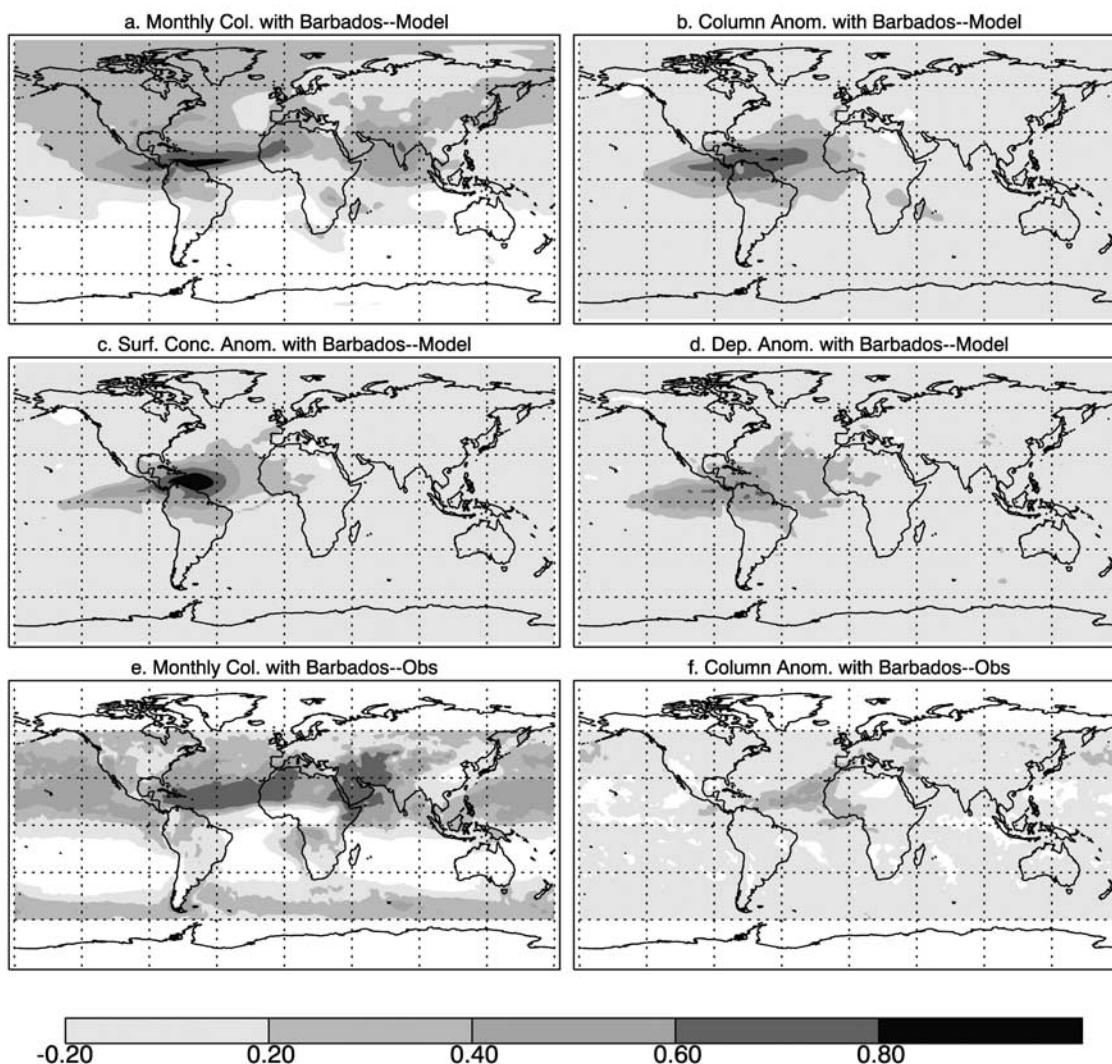 a. Monthly Col. with Barbados--Model
b. Column Anom. with Barbados--Model
c. Surf. Conc. Anom. with Barbados--Model
d. Dep. Anom. with Barbados--Model
e. Monthly Col. with Barbados--Obs
f. Column Anom. with Barbados--Obs
-0.20 0.20 0.40 0.60 0.80